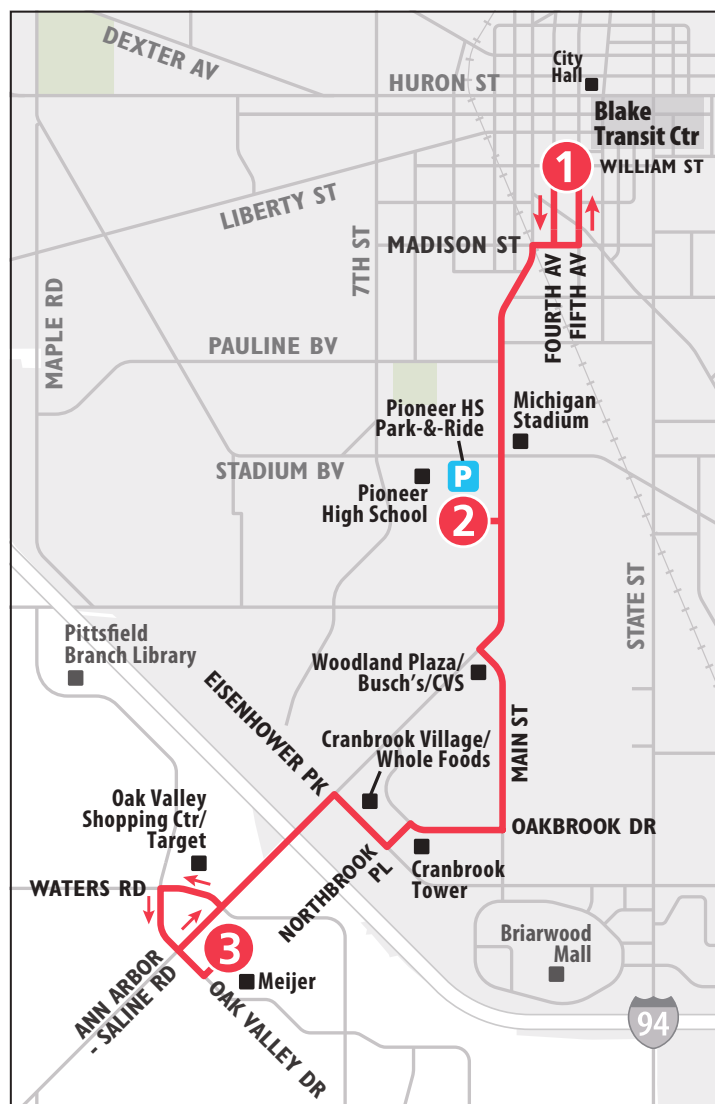 DEXTER AV
HURON ST
City
Hall
Blake
Transit Ctr
1
WILLIAM ST
LIBERTY ST
MADISON ST
7TH ST
FOURTH AV
FIFTH AV
MAPLE RD
PAULINE BV
Pioneer HS
Park-&-Ride
Michigan
Stadium
STADIUM BV
P
Pioneer
High School
2
STATE ST
Pittsfield
Branch Library
Woodland Plaza/
Busch's/CVS
EISENHOWER PK
MAIN ST
Cranbrook Village/
Whole Foods
Oak Valley
Shopping Ctr/
Target
OAKBROOK DR
NORTHBROOK
PL
Cranbrook
Tower
WATERS RD
Briarwood
Mall
3
Meijer
ANN ARBOR
- SALINE RD
OAK VALLEY DR
94